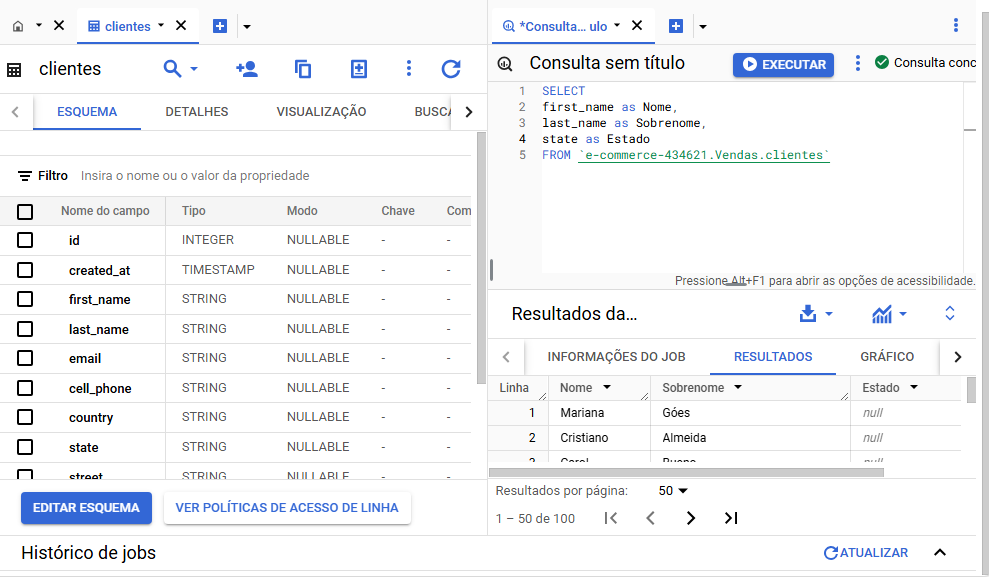 clientes
*Consulta... ulo
clientes
Consulta sem título
EXECUTAR
Consulta conc
ESQUEMA
DETALHES
VISUALIZAÇÃO
BUSCA
Filtro
Insira o nome ou o valor da propriedade
Nome do campo Tipo Modo Chave Com
id INTEGER NULLABLE - -
created_at TIMESTAMP NULLABLE - -
first_name STRING NULLABLE - -
last_name STRING NULLABLE - -
email STRING NULLABLE - -
cell_phone STRING NULLABLE - -
country STRING NULLABLE - -
state STRING NULLABLE - -
street STRING NULLABLE - -
EDITAR ESQUEMA
VER POLÍTICAS DE ACESSO DE LINHA
1 SELECT
2 first_name as Nome,
3 last_name as Sobrenome,
4 state as Estado
5 FROM `e-commerce-434621.Vendas.clientes`
Pressione Alt+F1 para abrir as opções de acessibilidade.
Resultados da...
INFORMAÇÕES DO JOB
RESULTADOS
GRÁFICO
Linha Nome Sobrenome Estado
1 Mariana Góes null
2 Cristiano Almeida null
3 Carol Bueno null
Resultados por página: 50
1 – 50 de 100
Histórico de jobs
ATUALIZAR